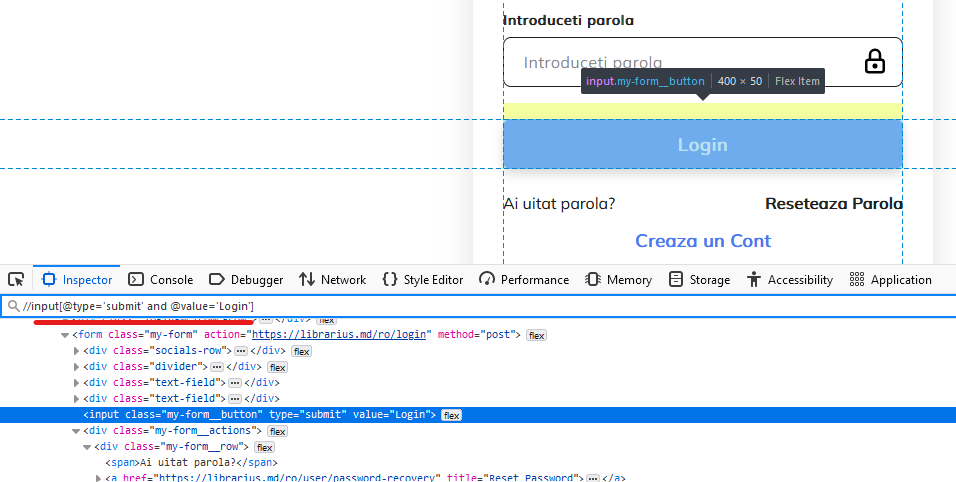 Introduceti parola
Introduceti parola
input.my-form__button | 400 × 50 | Flex Item
Login
Ai uitat parola? Reseteaza Parola
Creaza un Cont
Inspector Console Debugger Network Style Editor Performance Memory Storage Accessibility Application
//input[@type='submit' and @value='Login']
flex
<form class="my-form" action="https://librarius.md/ro/login" method="post"> flex
<div class="socials-row"> ⋯ </div> flex
<div class="divider"> ⋯ </div> flex
<div class="text-field"> ⋯ </div>
<div class="text-field"> ⋯ </div>
<input class="my-form__button" type="submit" value="Login"> flex
<div class="my-form__actions"> flex
<div class="my-form__row"> flex
<span>Ai uitat parola?</span>
<a href="https://librarius.md/ro/user/password-recovery" title="Reset Password"> ⋯ </a>